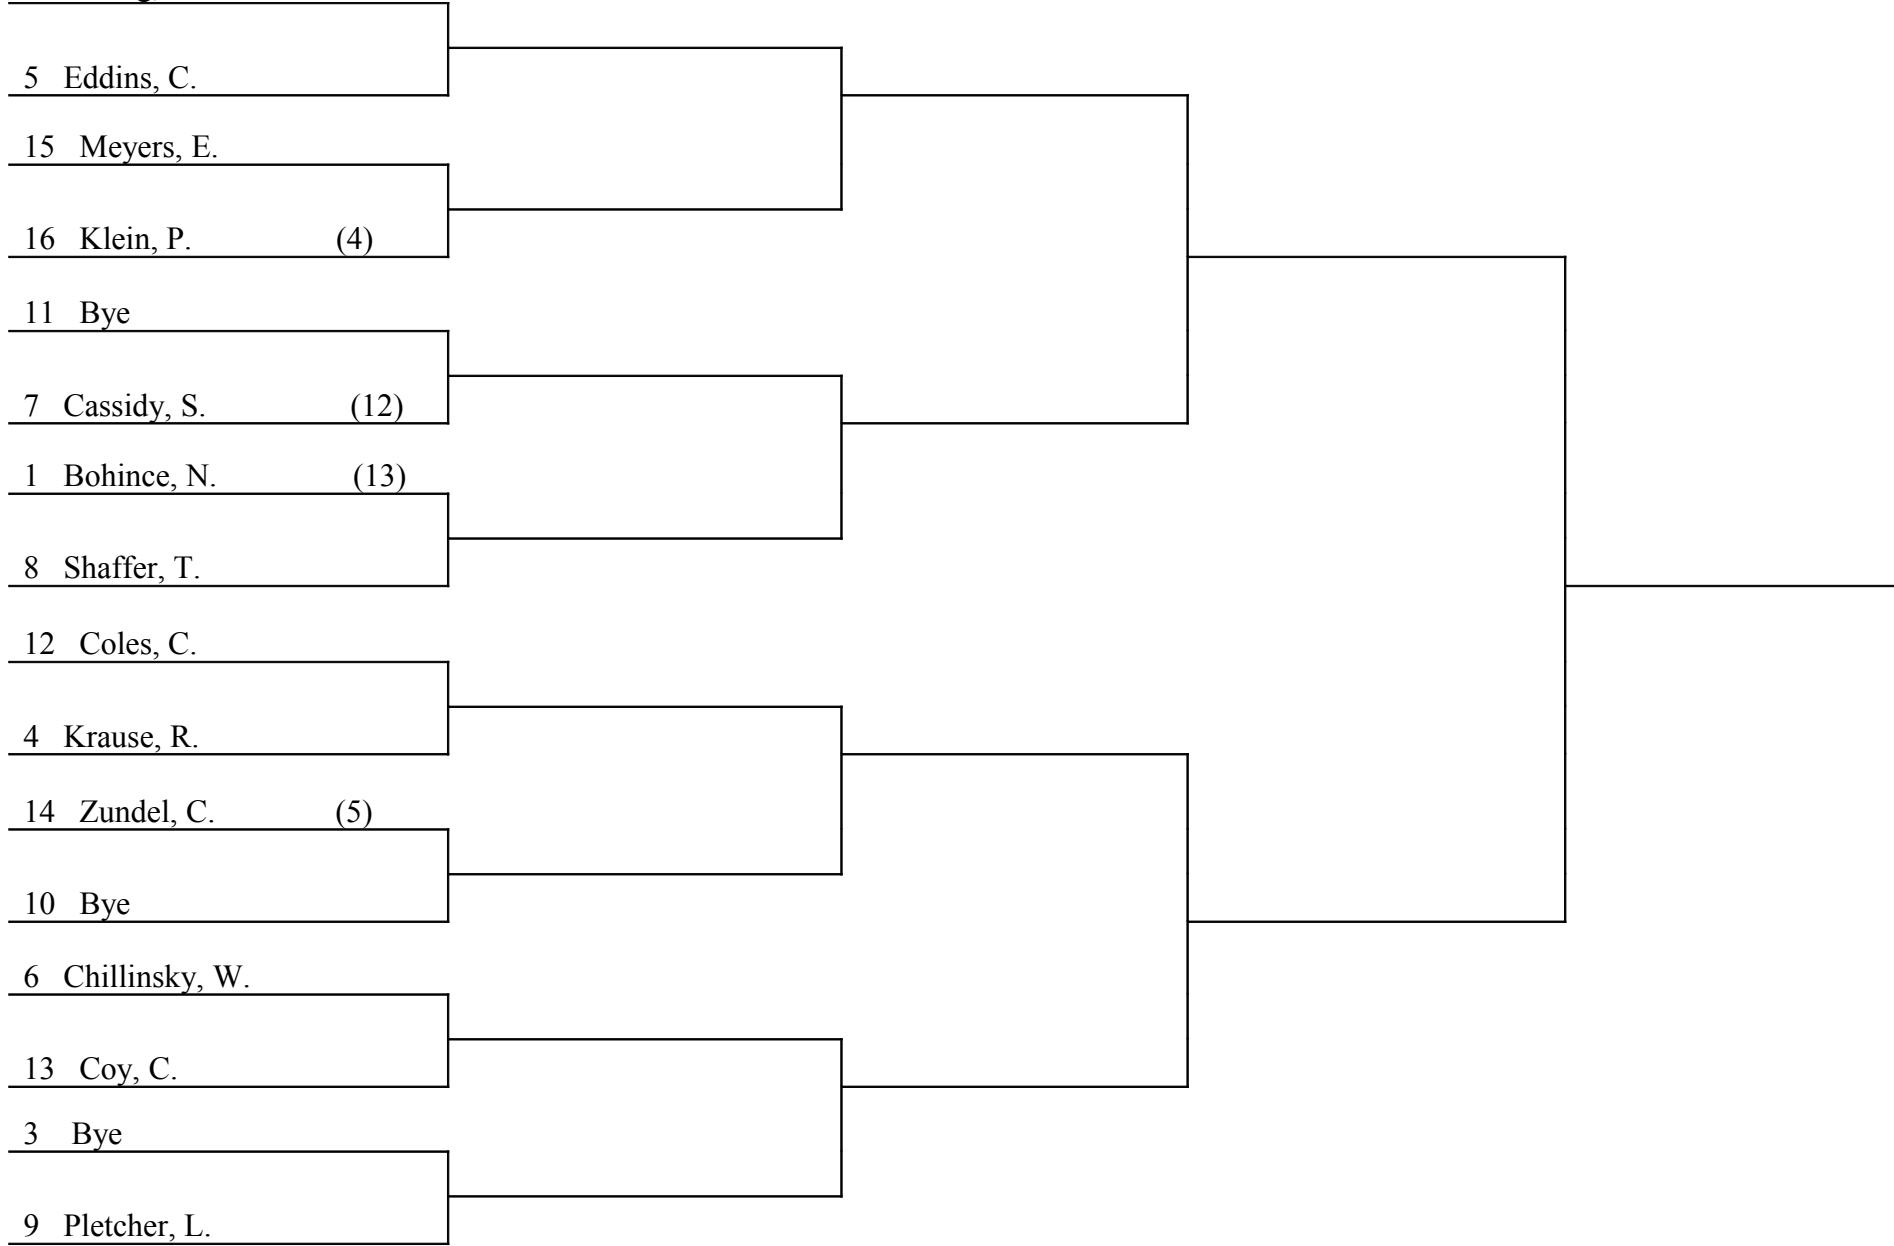 5 Eddins, C.
15 Meyers, E.
16 Klein, P. (4)
11 Bye
7 Cassidy, S. (12)
1 Bohince, N. (13)
8 Shaffer, T.
12 Coles, C.
4 Krause, R.
14 Zundel, C. (5)
10 Bye
6 Chillinsky, W.
13 Coy, C.
3 Bye
9 Pletcher, L.